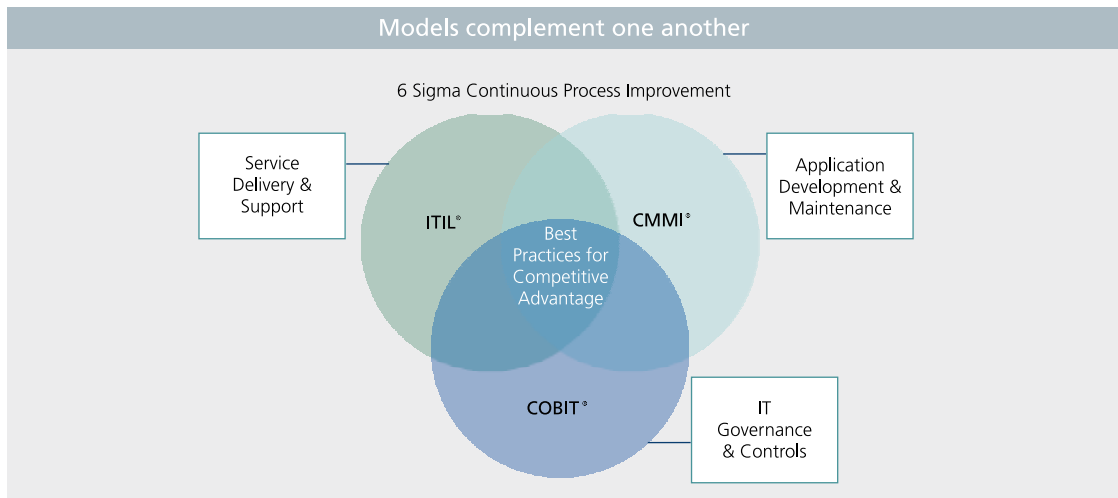 Models complement one another
6 Sigma Continuous Process Improvement
Service
Delivery &
Support
Application
Development &
Maintenance
ITIL®
CMMI®
Best
Practices for
Competitive
Advantage
COBIT®
IT
Governance
& Controls